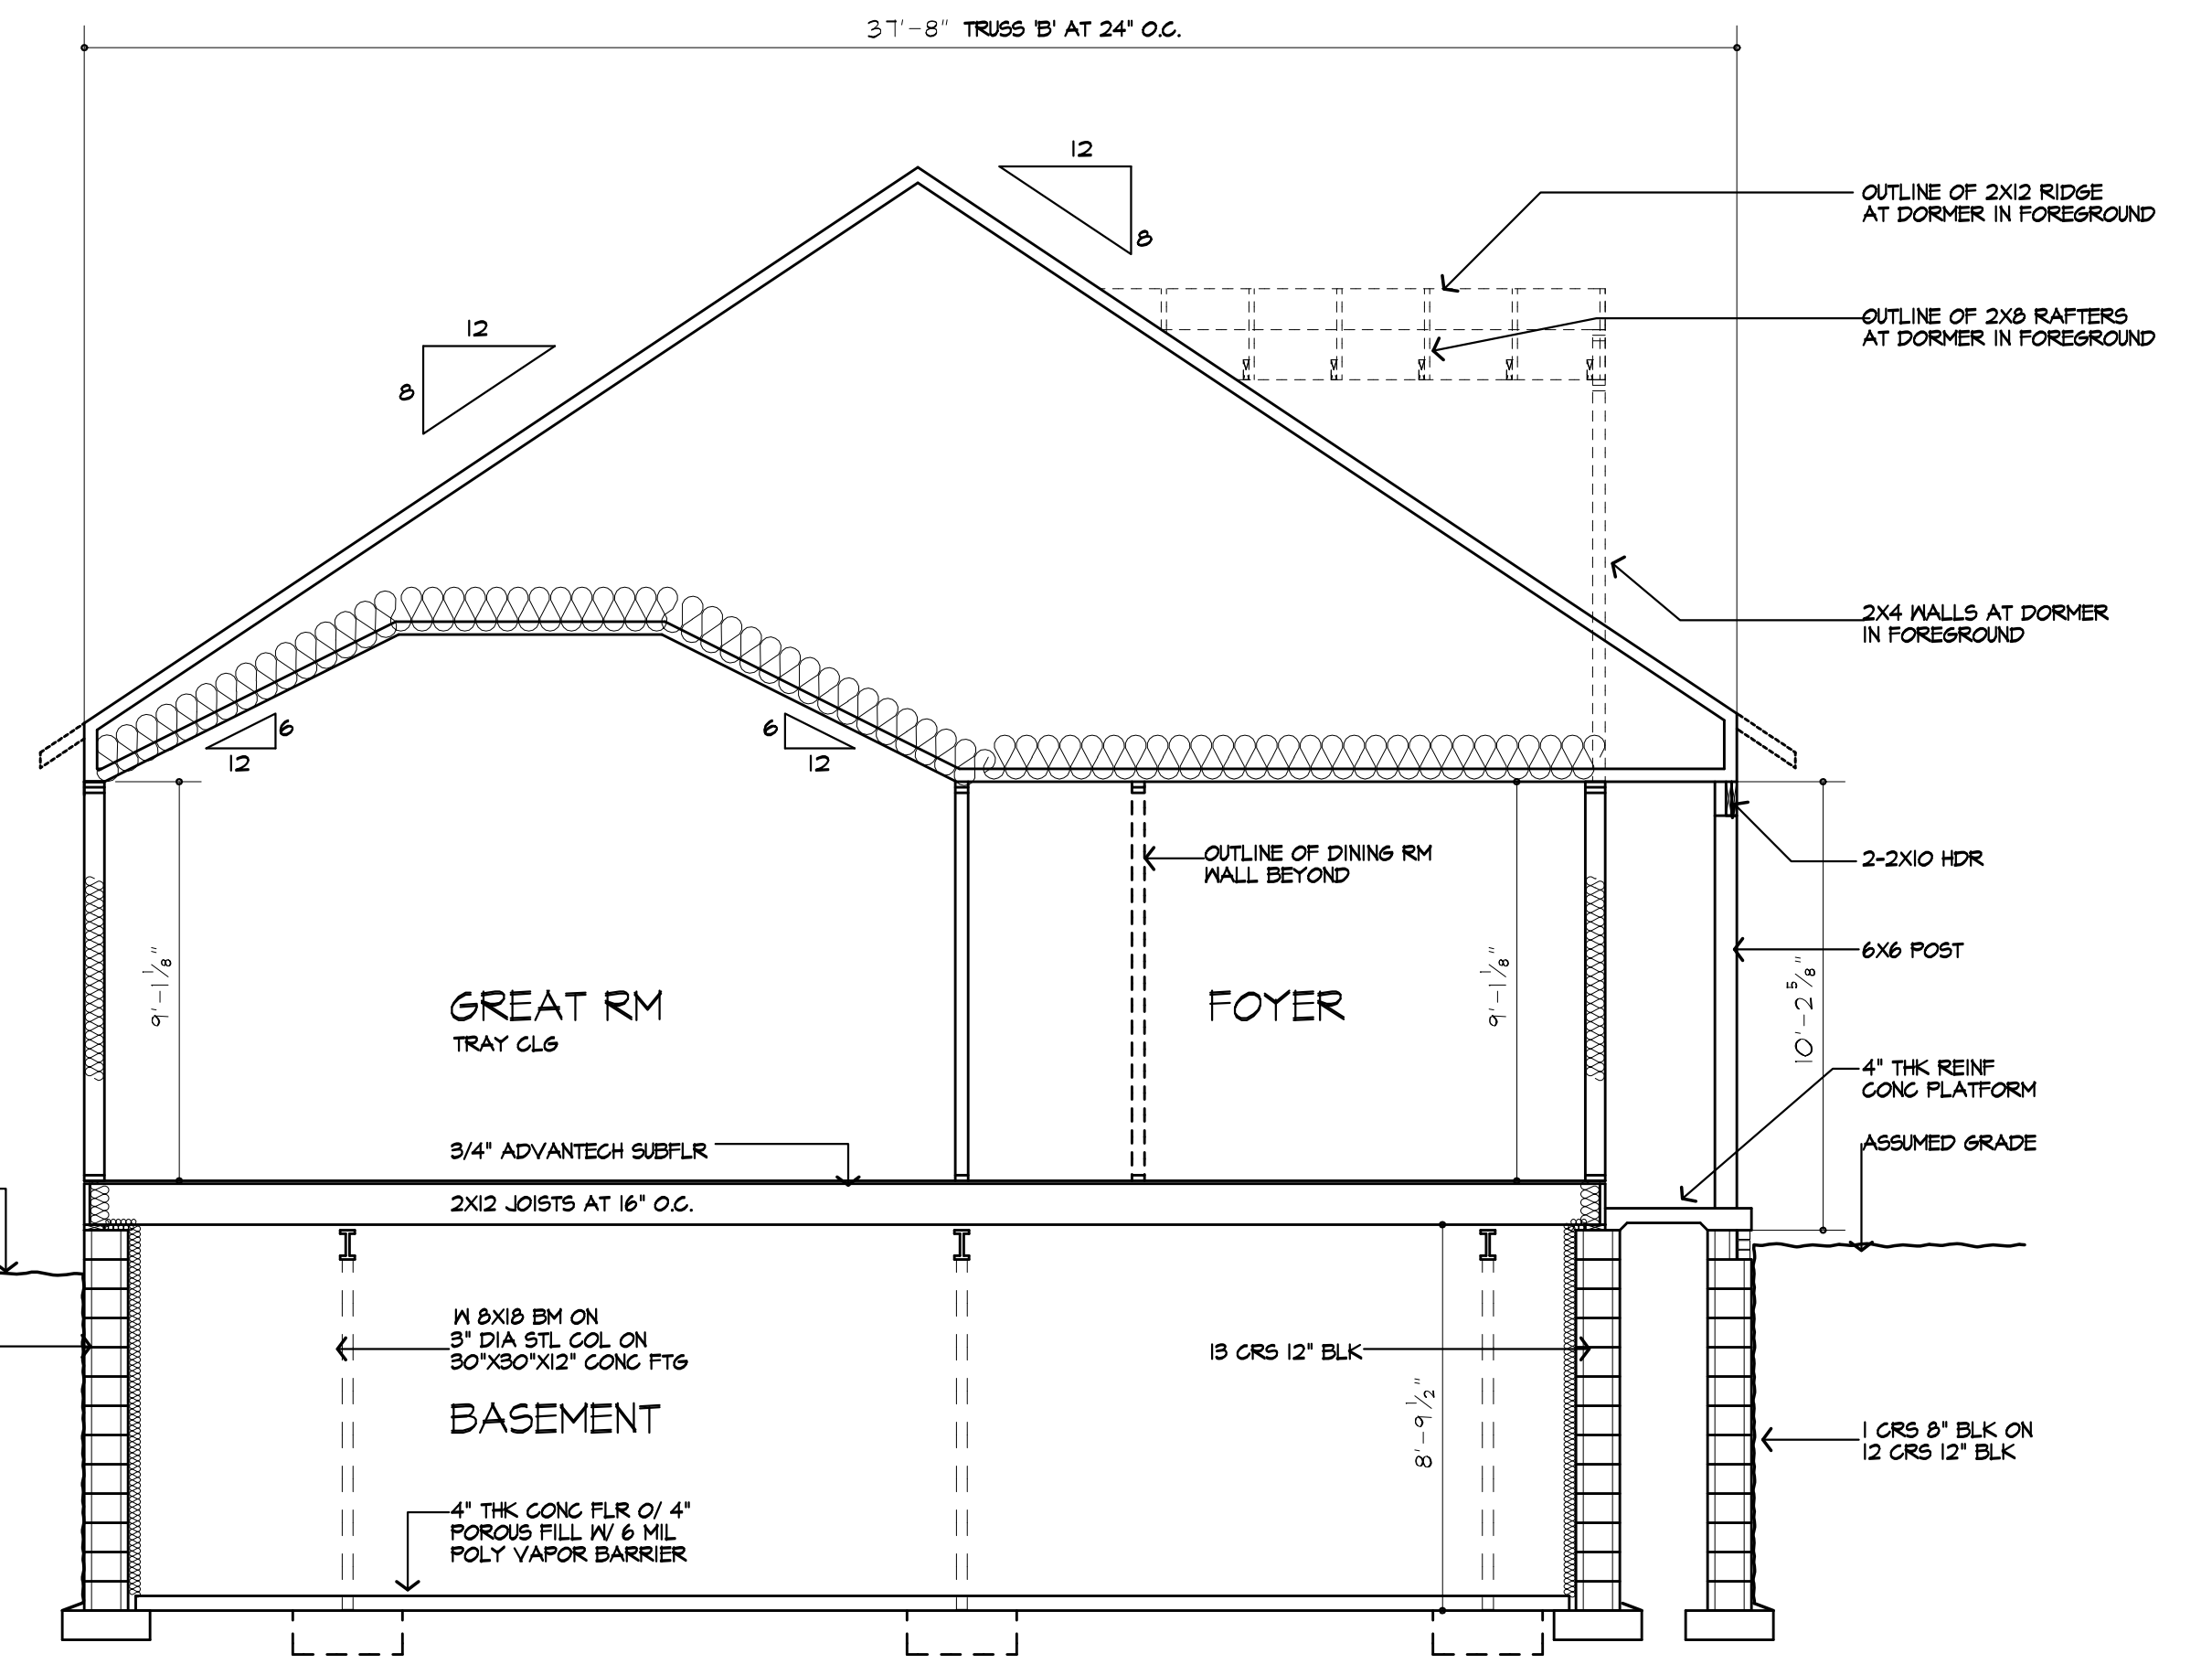 37'-8" TRUSS 'B' AT 24" O.C.
12
8
12
8
OUTLINE OF 2X12 RIDGE
AT DORMER IN FOREGROUND
OUTLINE OF 2X8 RAFTERS
AT DORMER IN FOREGROUND
2X4 WALLS AT DORMER
IN FOREGROUND
6
12
6
12
OUTLINE OF DINING RM
WALL BEYOND
2-2X10 HDR
6X6 POST
9'-1 1/8"
GREAT RM
TRAY CLG
FOYER
9'-1 1/8"
10'-2 5/8"
4" THK REINF
CONC PLATFORM
ASSUMED GRADE
3/4" ADVANTECH SUBFLR
2X12 JOISTS AT 16" O.C.
W 8X18 BM ON
3" DIA STL COL ON
30"X30"X12" CONC FTG
13 CRS 12" BLK
BASEMENT
8'-9 1/2"
1 CRS 8" BLK ON
12 CRS 12" BLK
4" THK CONC FLR O/ 4"
POROUS FILL W/ 6 MIL
POLY VAPOR BARRIER